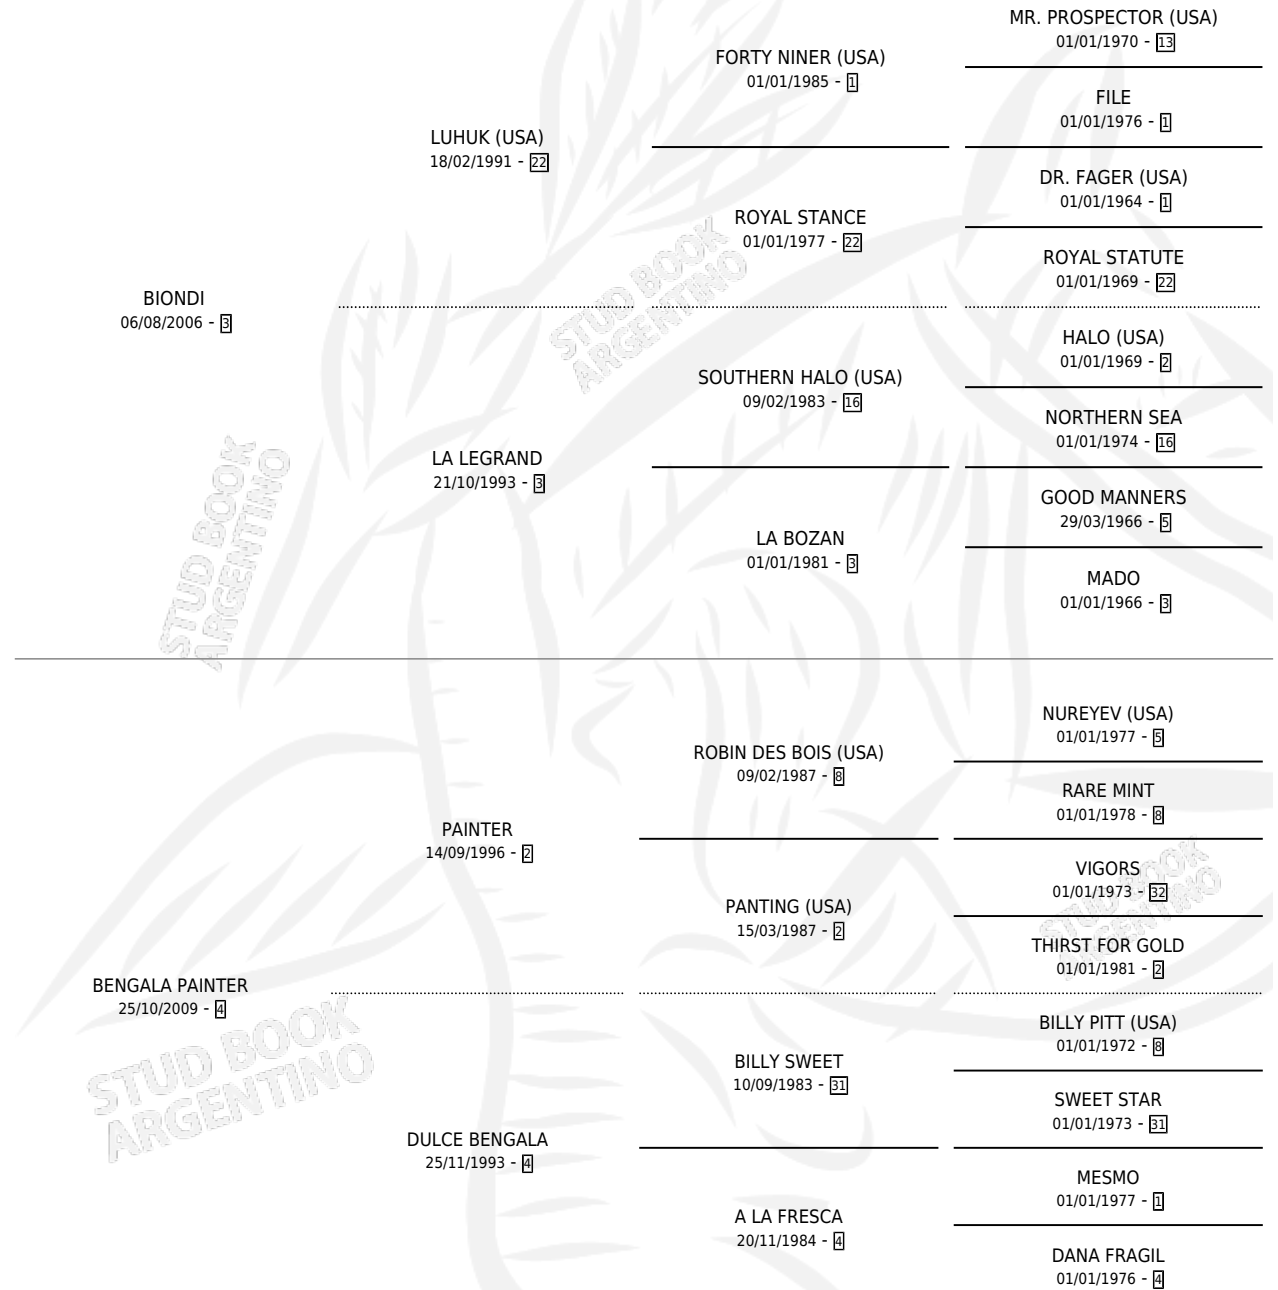 MR. PROSPECTOR (USA)
01/01/1970 - 13
FORTY NINER (USA)
01/01/1985 - 1
FILE
01/01/1976 - 1
LUHUK (USA)
18/02/1991 - 22
DR. FAGER (USA)
01/01/1964 - 1
ROYAL STANCE
01/01/1977 - 22
ROYAL STATUTE
01/01/1969 - 22
BIONDI
06/08/2006 - 3
HALO (USA)
01/01/1969 - 2
SOUTHERN HALO (USA)
09/02/1983 - 16
NORTHERN SEA
01/01/1974 - 16
LA LEGRAND
21/10/1993 - 3
GOOD MANNERS
29/03/1966 - 5
LA BOZAN
01/01/1981 - 3
MADO
01/01/1966 - 3
STUD BOOK
ARGENTINO
STUD BOOK
ARGENTINO
NUREYEV (USA)
01/01/1977 - 5
ROBIN DES BOIS (USA)
09/02/1987 - 8
RARE MINT
01/01/1978 - 8
PAINTER
14/09/1996 - 2
VIGORS
01/01/1973 - 32
PANTING (USA)
15/03/1987 - 2
THIRST FOR GOLD
01/01/1981 - 2
BENGALA PAINTER
25/10/2009 - 4
BILLY PITT (USA)
01/01/1972 - 8
BILLY SWEET
10/09/1983 - 31
SWEET STAR
01/01/1973 - 31
DULCE BENGALA
25/11/1993 - 4
MESMO
01/01/1977 - 1
A LA FRESCA
20/11/1984 - 4
DANA FRAGIL
01/01/1976 - 4
STUD BOOK
ARGENTINO
STUD BOOK
ARGENTINO